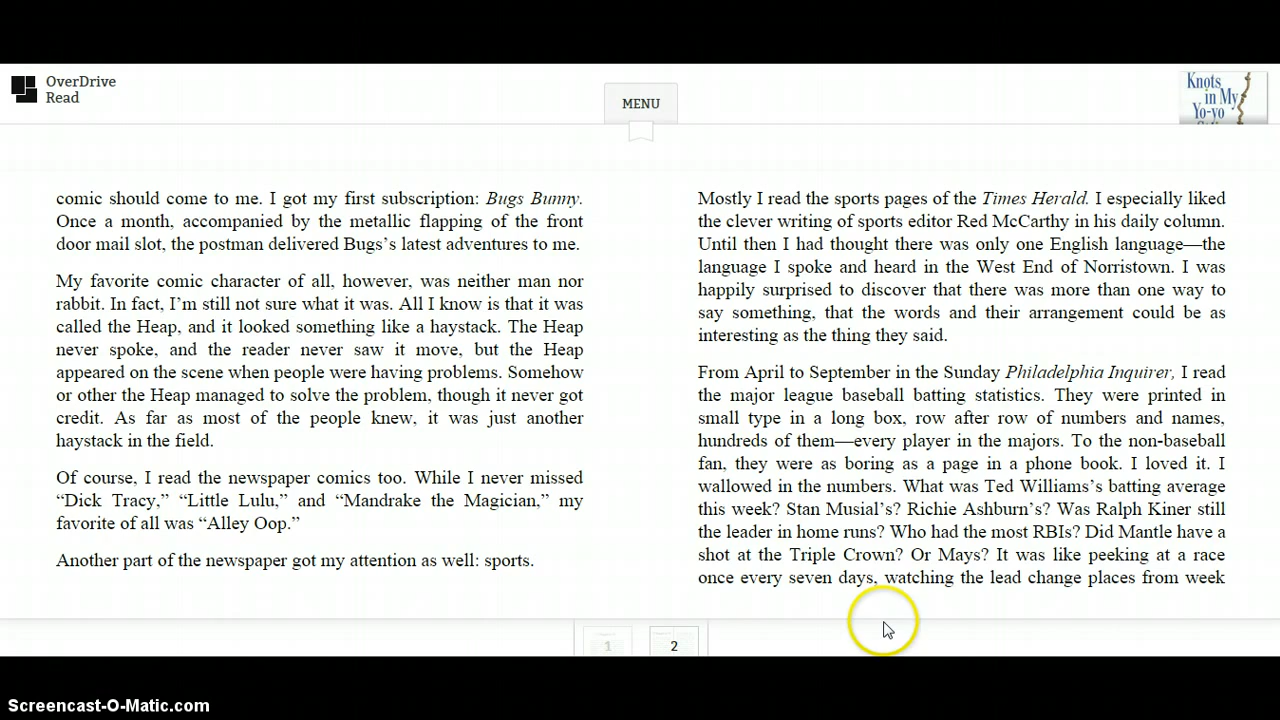 OverDrive
Read
MENU
Knots
in My
Yo-yo
comic should come to me. I got my first subscription: Bugs Bunny.
Once a month, accompanied by the metallic flapping of the front
door mail slot, the postman delivered Bugs’s latest adventures to me.
My favorite comic character of all, however, was neither man nor
rabbit. In fact, I’m still not sure what it was. All I know is that it was
called the Heap, and it looked something like a haystack. The Heap
never spoke, and the reader never saw it move, but the Heap
appeared on the scene when people were having problems. Somehow
or other the Heap managed to solve the problem, though it never got
credit. As far as most of the people knew, it was just another
haystack in the field.
Of course, I read the newspaper comics too. While I never missed
“Dick Tracy,” “Little Lulu,” and “Mandrake the Magician,” my
favorite of all was “Alley Oop.”
Another part of the newspaper got my attention as well: sports.
Mostly I read the sports pages of the Times Herald. I especially liked
the clever writing of sports editor Red McCarthy in his daily column.
Until then I had thought there was only one English language—the
language I spoke and heard in the West End of Norristown. I was
happily surprised to discover that there was more than one way to
say something, that the words and their arrangement could be as
interesting as the thing they said.
From April to September in the Sunday Philadelphia Inquirer, I read
the major league baseball batting statistics. They were printed in
small type in a long box, row after row of numbers and names,
hundreds of them—every player in the majors. To the non-baseball
fan, they were as boring as a page in a phone book. I loved it. I
wallowed in the numbers. What was Ted Williams’s batting average
this week? Stan Musial’s? Richie Ashburn’s? Was Ralph Kiner still
the leader in home runs? Who had the most RBIs? Did Mantle have a
shot at the Triple Crown? Or Mays? It was like peeking at a race
once every seven days, watching the lead change places from week
1
2
Screencast-O-Matic.com